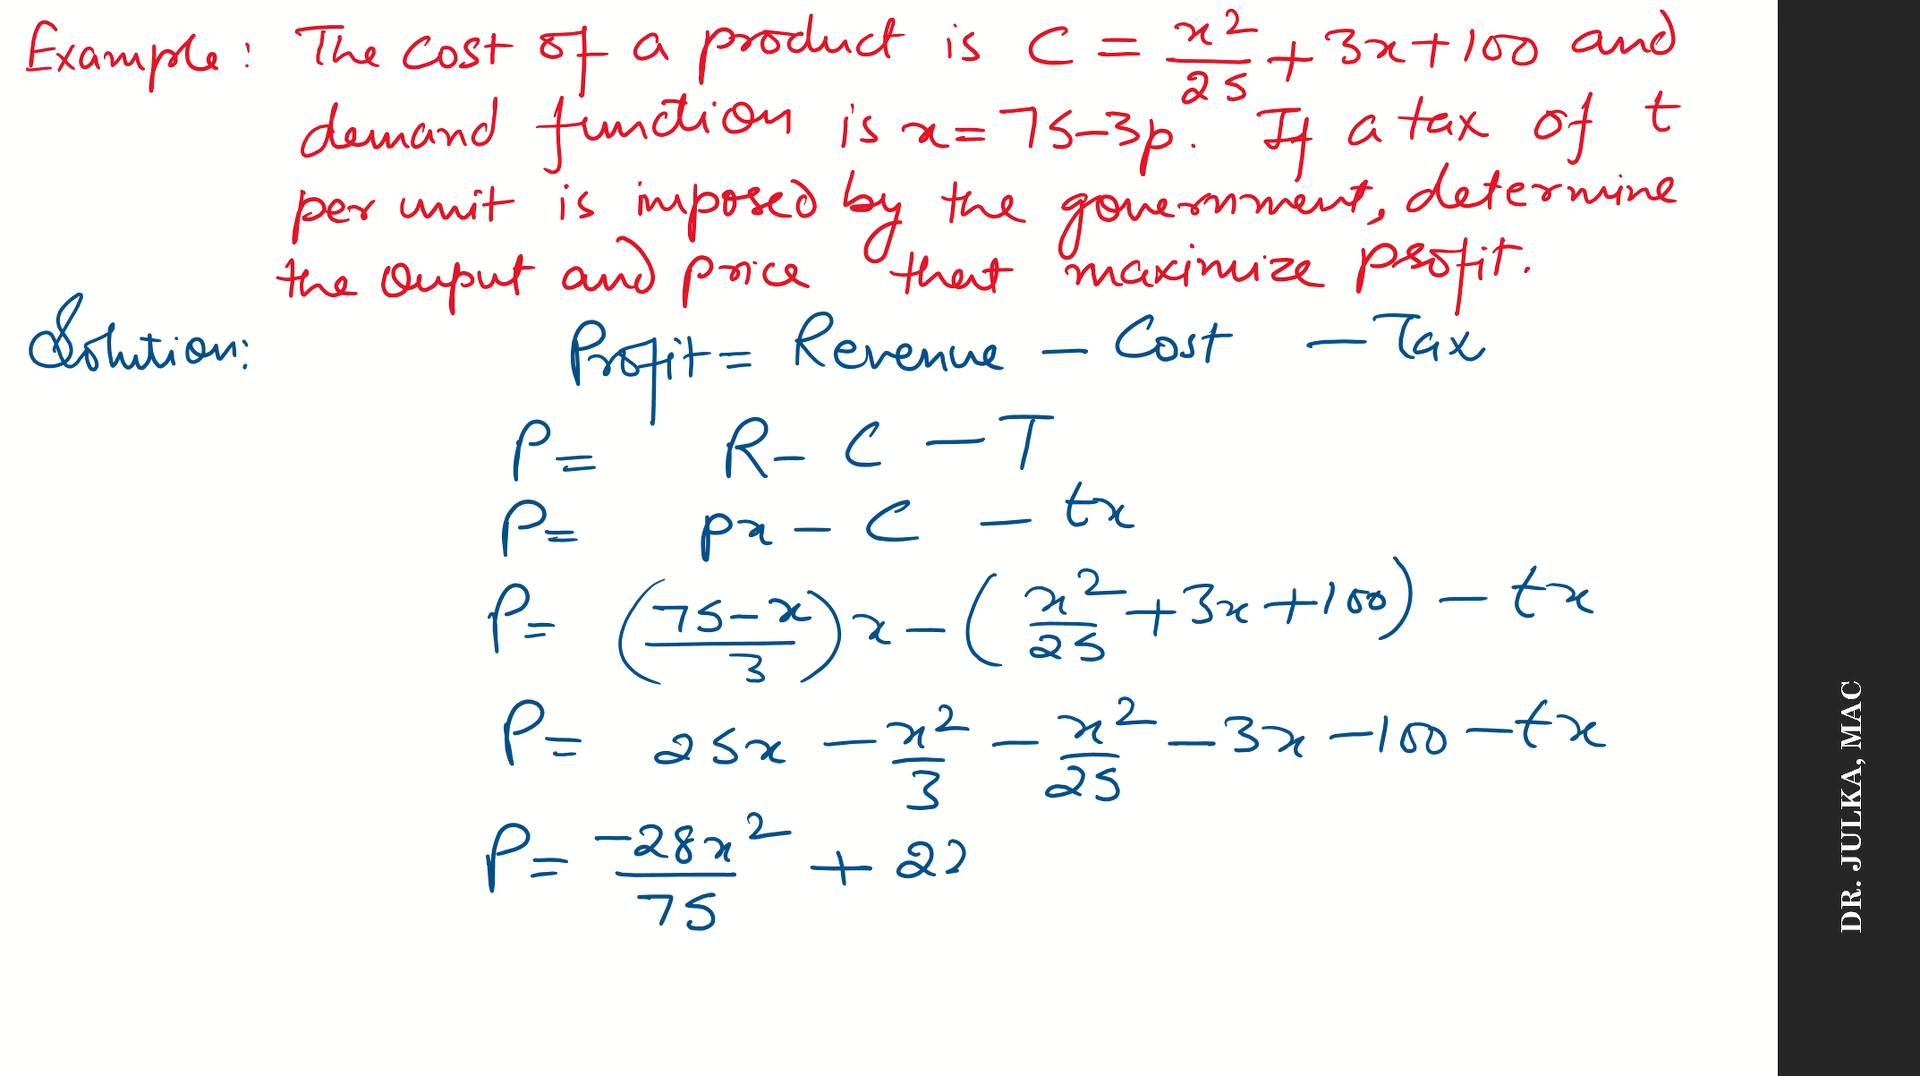 Example: The cost of a product is C = x²/25 + 3x + 100 and
demand function is x = 75 - 3p. If a tax of t
per unit is imposed by the government, determine
the Ouput and price that maximize profit.
Solution: Profit = Revenue - Cost - Tax
P = R - C - T
P = px - C - tx
P = ((75-x)/3)x - (x²/25 + 3x + 100) - tx
P = 25x - x²/3 - x²/25 - 3x - 100 - tx
P = -28x²/75 + 22
DR. JULKA, MAC